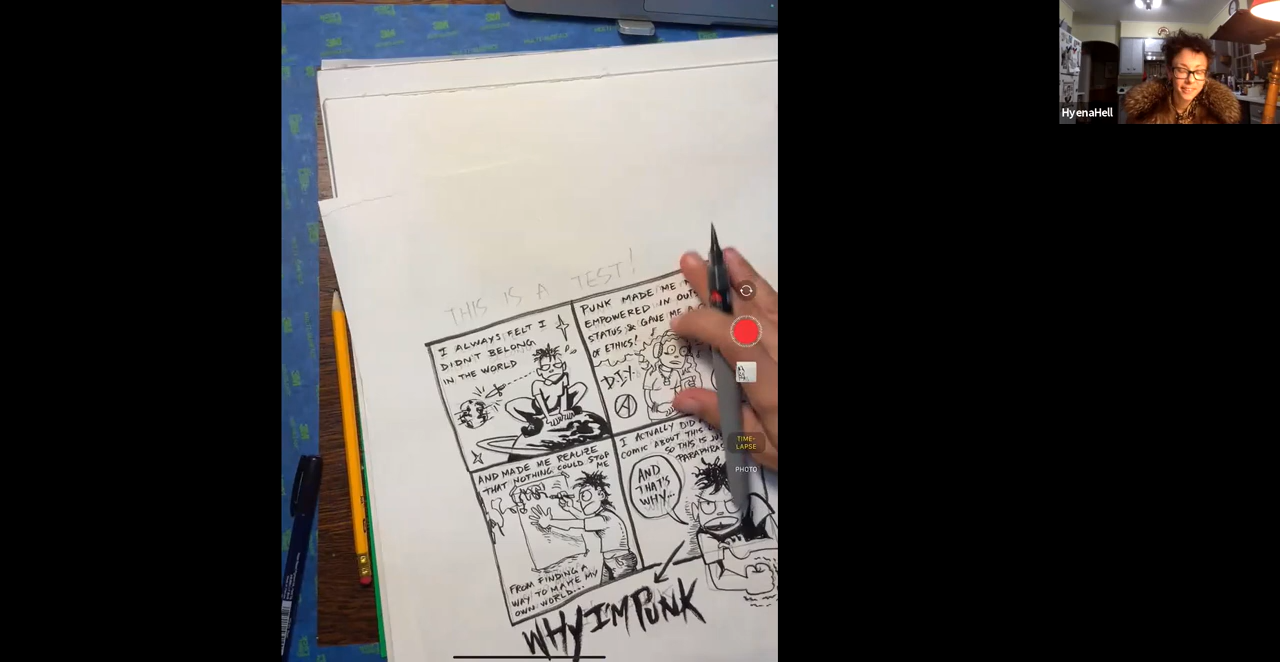 HyenaHell
THIS IS A TEST!
I ALWAYS FELT I
DIDN'T BELONG
IN THE WORLD
PUNK MADE ME
EMPOWERED IN
STATUS & GAVE ME A
OF ETHICS!
D.I.Y.
AND MADE ME REALIZE
THAT NOTHING COULD STOP
ME
FROM FINDING A
WAY TO MAKE MY
OWN WORLD...
I ACTUALLY DID A
COMIC ABOUT THIS
SO THIS IS
AND
THAT'S
WHY...
WHY I'M PUNK
TIME-
LAPSE
PHOTO